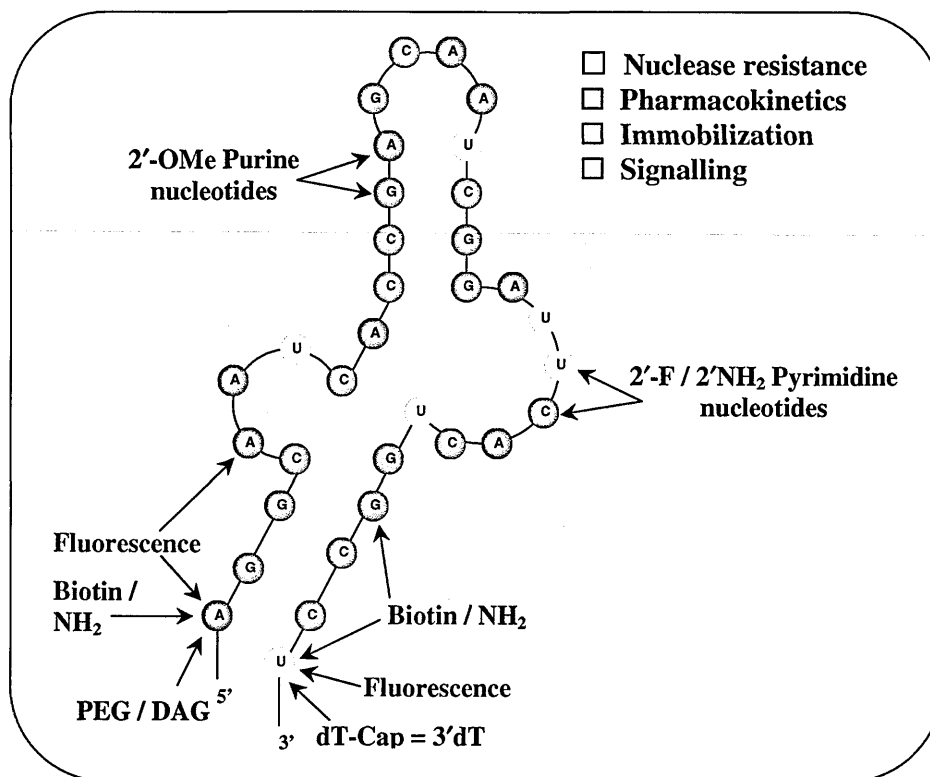 C A
G A
A U
G C
C G
C G A
A U
U U
A C
U C
C A
A C G
G G
G C
A C
U
☐ Nuclease resistance
☐ Pharmacokinetics
☐ Immobilization
☐ Signalling
2'-OMe Purine
nucleotides
2'-F / 2'NH₂ Pyrimidine
nucleotides
Fluorescence
Biotin /
NH₂
PEG / DAG
5'
Biotin / NH₂
Fluorescence
3'
dT-Cap = 3'dT